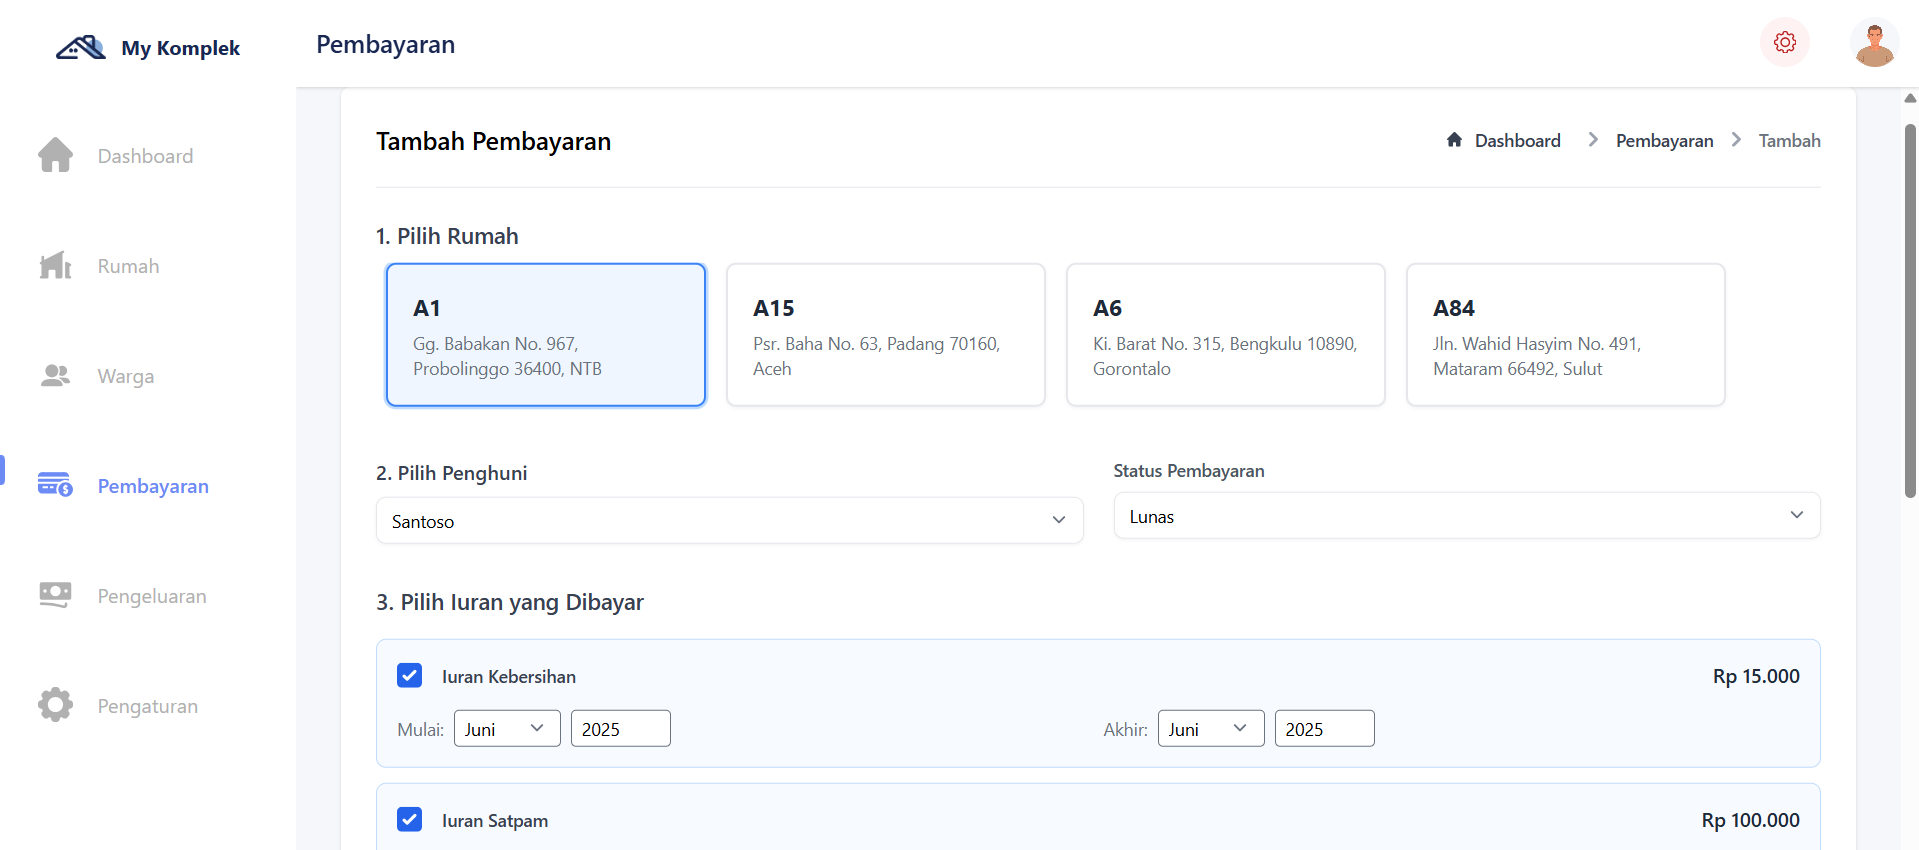 My Komplek
Pembayaran
Dashboard
Rumah
Warga
Pembayaran
Pengeluaran
Pengaturan
Tambah Pembayaran
Dashboard > Pembayaran > Tambah
1. Pilih Rumah
A1
Gg. Babakan No. 967,
Probolinggo 36400, NTB
A15
Psr. Baha No. 63, Padang 70160,
Aceh
A6
Ki. Barat No. 315, Bengkulu 10890,
Gorontalo
A84
Jln. Wahid Hasyim No. 491,
Mataram 66492, Sulut
2. Pilih Penghuni
Santoso
Status Pembayaran
Lunas
3. Pilih Iuran yang Dibayar
Iuran Kebersihan Rp 15.000
Mulai: Juni 2025 Akhir: Juni 2025
Iuran Satpam Rp 100.000